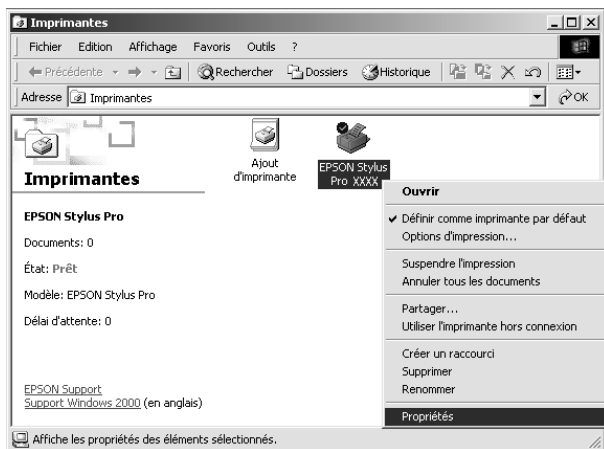 Imprimantes
Fichier Edition Affichage Favoris Outils ?
Précédente Rechercher Dossiers Historique
Adresse Imprimantes OK
Imprimantes
EPSON Stylus Pro
Documents: 0
État: Prêt
Modèle: EPSON Stylus Pro
Délai d'attente: 0
EPSON Support
Support Windows 2000 (en anglais)
Ajout
d'imprimante
EPSON Stylus
Pro XXXX
Ouvrir
Définir comme imprimante par défaut
Options d'impression...
Suspendre l'impression
Annuler tous les documents
Partager...
Utiliser l'imprimante hors connexion
Créer un raccourci
Supprimer
Renommer
Propriétés
Affiche les propriétés des éléments sélectionnés.